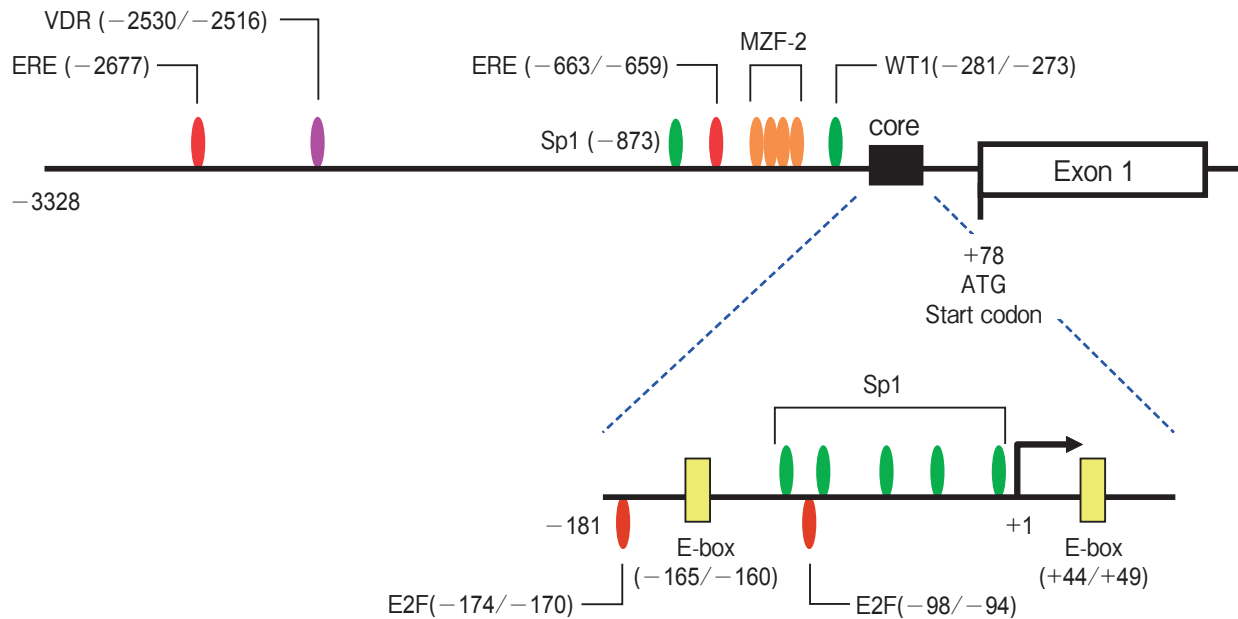 VDR (−2530/−2516)
ERE (−2677)
ERE (−663/−659)
MZF-2
WT1(−281/−273)
Sp1 (−873)
core
Exon 1
−3328
+78
ATG
Start codon
Sp1
−181
+1
E-box
(−165/−160)
E-box
(+44/+49)
E2F(−174/−170)
E2F(−98/−94)